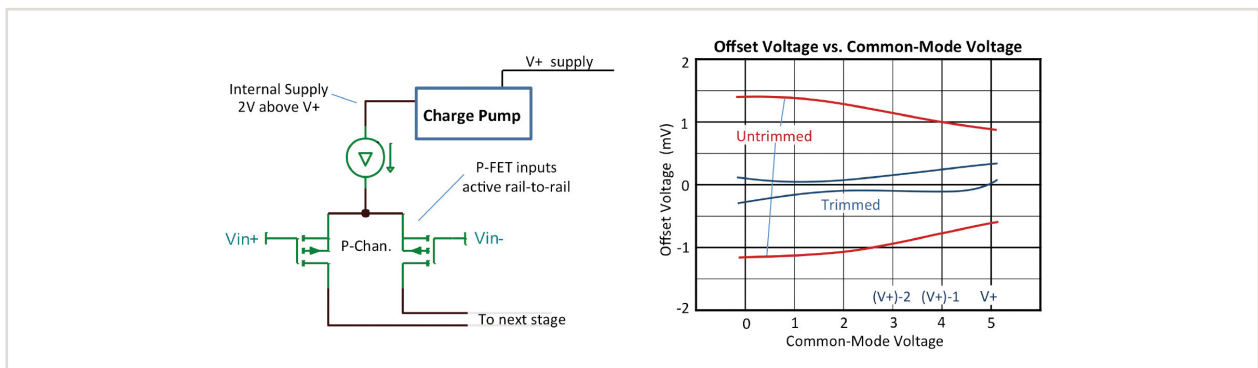 V+ supply
Internal Supply
2V above V+
Charge Pump
P-FET inputs
active rail-to-rail
Vin+
P-Chan.
Vin-
To next stage
Offset Voltage vs. Common-Mode Voltage
Offset Voltage (mV)
2
1
0
-1
-2
Untrimmed
Trimmed
(V+)-2
(V+)-1
V+
0
1
2
3
4
5
Common-Mode Voltage